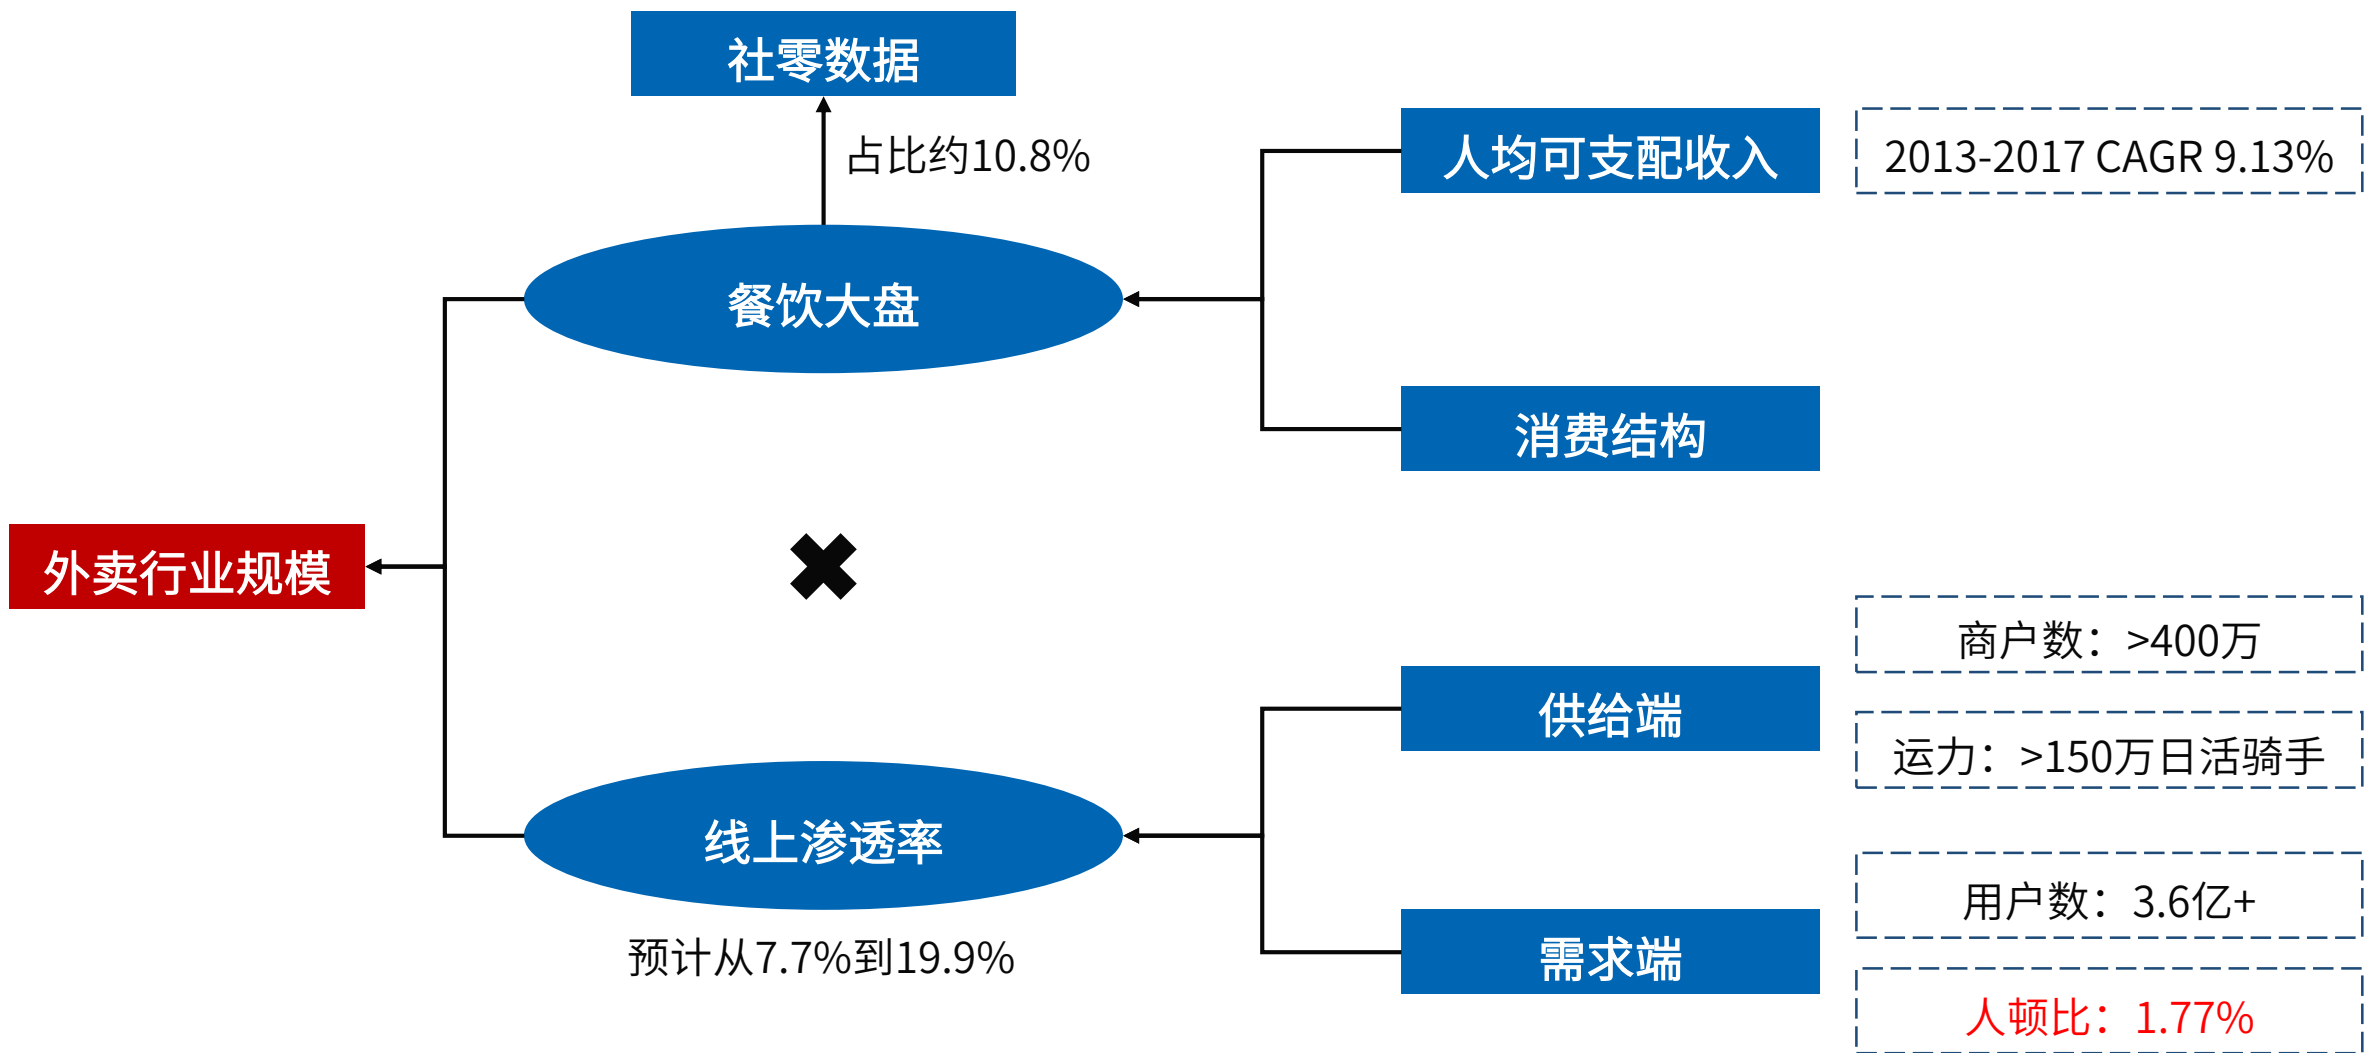 社零数据
占比约10.8%
人均可支配收入
2013-2017 CAGR 9.13%
餐饮大盘
消费结构
外卖行业规模
商户数：>400万
供给端
运力：>150万日活骑手
线上渗透率
用户数：3.6亿+
预计从7.7%到19.9%
需求端
人顿比：1.77%